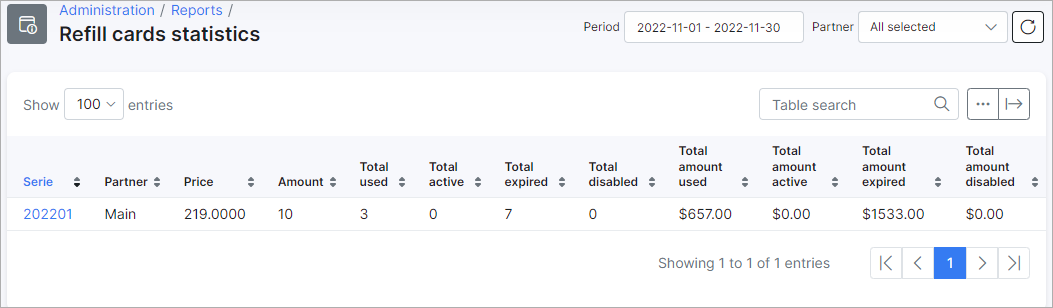 Administration / Reports /
Refill cards statistics
Period 2022-11-01 - 2022-11-30 Partner All selected
Show 100 entries
Table search
Serie Partner Price Amount Total used Total active Total expired Total disabled Total amount used Total amount active Total amount expired Total amount disabled
202201 Main 219.0000 10 3 0 7 0 $657.00 $0.00 $1533.00 $0.00
Showing 1 to 1 of 1 entries
1